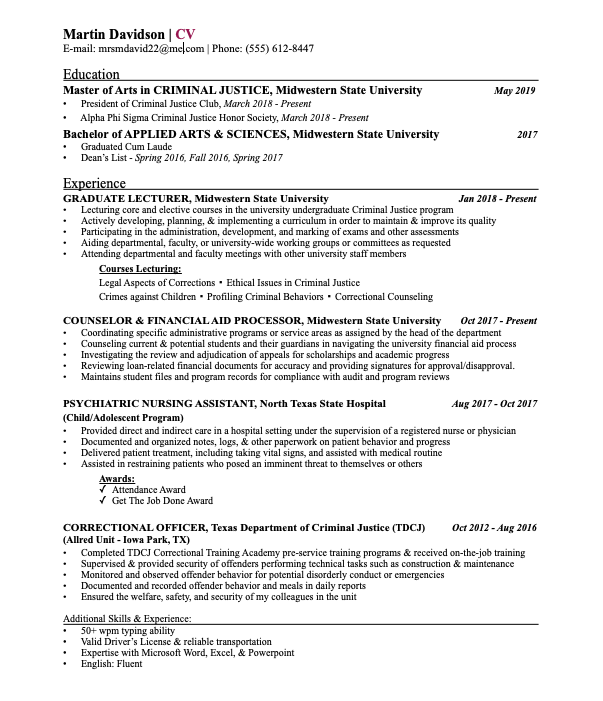 Martin Davidson | CV
E-mail: mrsmdavid22@me.com | Phone: (555) 612-8447
Education
Master of Arts in CRIMINAL JUSTICE, Midwestern State University May 2019
• President of Criminal Justice Club, March 2018 - Present
• Alpha Phi Sigma Criminal Justice Honor Society, March 2018 - Present
Bachelor of APPLIED ARTS & SCIENCES, Midwestern State University 2017
• Graduated Cum Laude
• Dean's List - Spring 2016, Fall 2016, Spring 2017
Experience
GRADUATE LECTURER, Midwestern State University Jan 2018 - Present
• Lecturing core and elective courses in the university undergraduate Criminal Justice program
• Actively developing, planning, & implementing a curriculum in order to maintain & improve its quality
• Participating in the administration, development, and marking of exams and other assessments
• Aiding departmental, faculty, or university-wide working groups or committees as requested
• Attending departmental and faculty meetings with other university staff members
Courses Lecturing:
Legal Aspects of Corrections • Ethical Issues in Criminal Justice
Crimes against Children • Profiling Criminal Behaviors • Correctional Counseling
COUNSELOR & FINANCIAL AID PROCESSOR, Midwestern State University Oct 2017 - Present
• Coordinating specific administrative programs or service areas as assigned by the head of the department
• Counseling current & potential students and their guardians in navigating the university financial aid process
• Investigating the review and adjudication of appeals for scholarships and academic progress
• Reviewing loan-related financial documents for accuracy and providing signatures for approval/disapproval.
• Maintains student files and program records for compliance with audit and program reviews
PSYCHIATRIC NURSING ASSISTANT, North Texas State Hospital Aug 2017 - Oct 2017
(Child/Adolescent Program)
• Provided direct and indirect care in a hospital setting under the supervision of a registered nurse or physician
• Documented and organized notes, logs, & other paperwork on patient behavior and progress
• Delivered patient treatment, including taking vital signs, and assisted with medical routine
• Assisted in restraining patients who posed an imminent threat to themselves or others
Awards:
✓ Attendance Award
✓ Get The Job Done Award
CORRECTIONAL OFFICER, Texas Department of Criminal Justice (TDCJ) Oct 2012 - Aug 2016
(Allred Unit - Iowa Park, TX)
• Completed TDCJ Correctional Training Academy pre-service training programs & received on-the-job training
• Supervised & provided security of offenders performing technical tasks such as construction & maintenance
• Monitored and observed offender behavior for potential disorderly conduct or emergencies
• Documented and recorded offender behavior and meals in daily reports
• Ensured the welfare, safety, and security of my colleagues in the unit
Additional Skills & Experience:
• 50+ wpm typing ability
• Valid Driver's License & reliable transportation
• Expertise with Microsoft Word, Excel, & Powerpoint
• English: Fluent